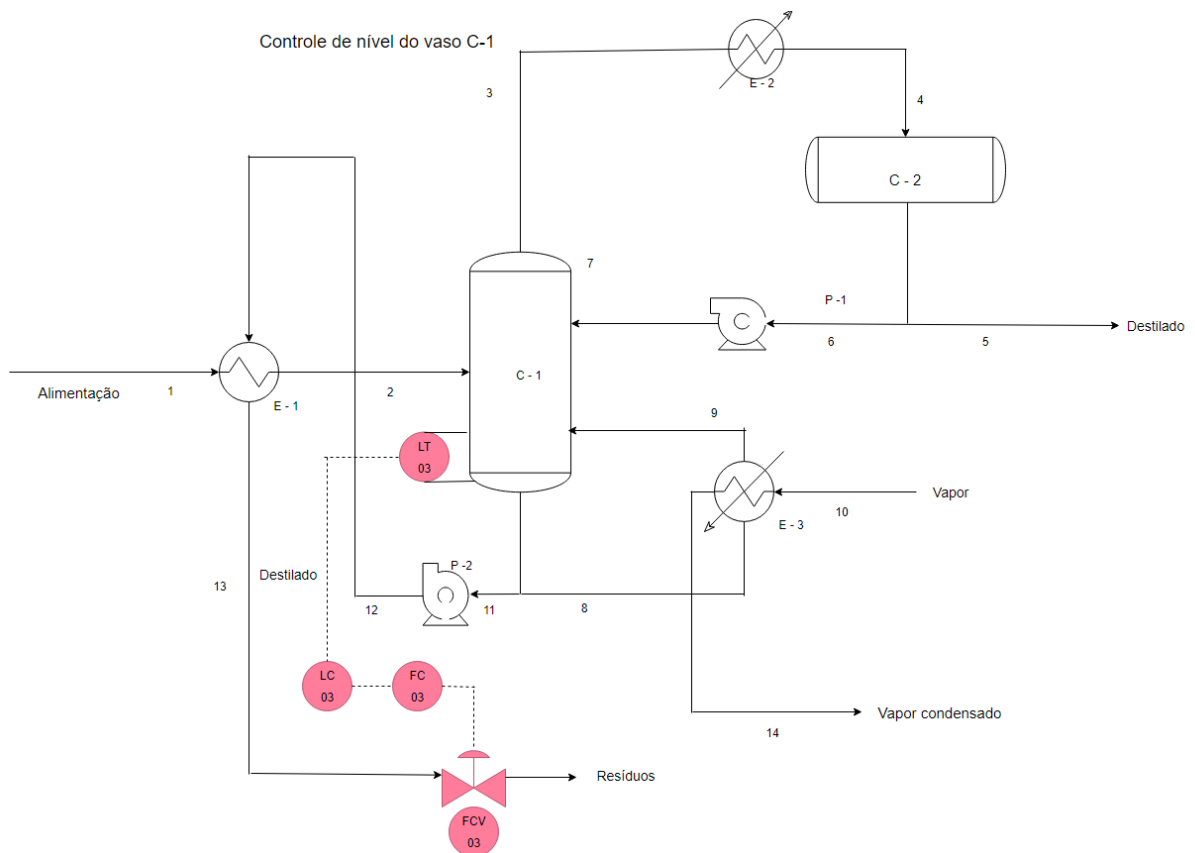 Controle de nível do vaso C-1
E - 2
3
4
C - 2
7
P -1
C
6
5
Destilado
Alimentação
1
E - 1
2
C - 1
9
LT
03
Vapor
10
E - 3
P -2
13
Destilado
12
11
8
LC
03
FC
03
Vapor condensado
14
Resíduos
FCV
03